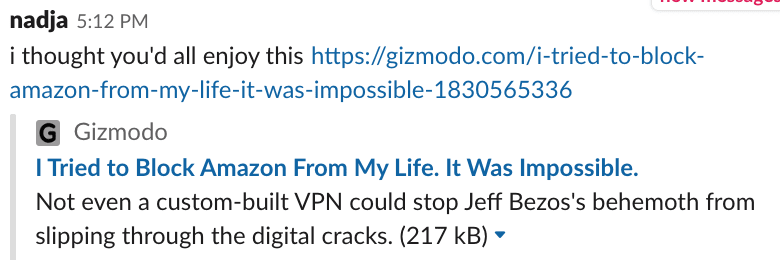 nadja 5:12 PM
i thought you'd all enjoy this https://gizmodo.com/i-tried-to-block-
amazon-from-my-life-it-was-impossible-1830565336
G Gizmodo
I Tried to Block Amazon From My Life. It Was Impossible.
Not even a custom-built VPN could stop Jeff Bezos's behemoth from
slipping through the digital cracks. (217 kB)